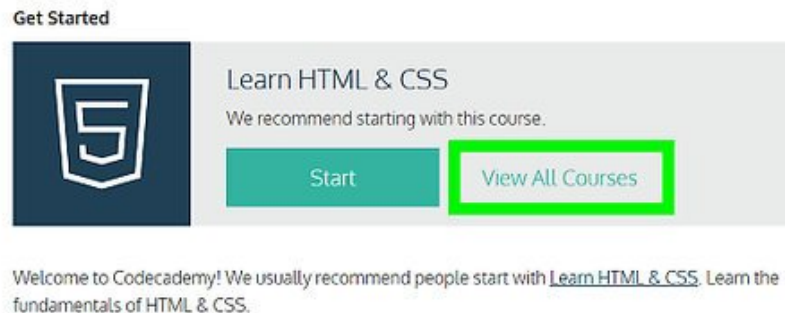 Get Started
Learn HTML & CSS
We recommend starting with this course.
Start
View All Courses
Welcome to Codecademy! We usually recommend people start with Learn HTML & CSS. Learn the
fundamentals of HTML & CSS.